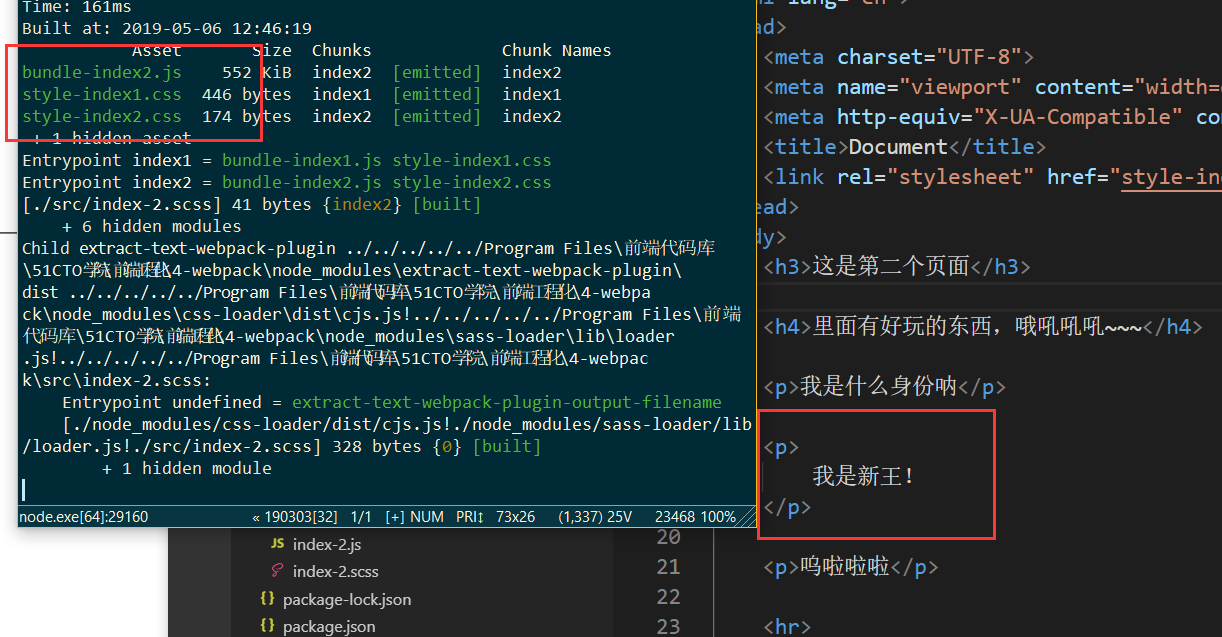 Time: 161ms
Built at: 2019-05-06 12:46:19
Asset Size Chunks Chunk Names
bundle-index2.js 552 KiB index2 [emitted] index2
style-index1.css 446 bytes index1 [emitted] index1
style-index2.css 174 bytes index2 [emitted] index2
+ 1 hidden asset
Entrypoint index1 = bundle-index1.js style-index1.css
Entrypoint index2 = bundle-index2.js style-index2.css
[./src/index-2.scss] 41 bytes {index2} [built]
+ 6 hidden modules
Child extract-text-webpack-plugin ../../../../../Program Files\前端代码库
\51CTO学院\前端工程化\4-webpack\node_modules\extract-text-webpack-plugin\
dist ../../../../../Program Files\前端代码库\51CTO学院\前端工程化\4-webpa
ck\node_modules\css-loader\dist\cjs.js!../../../../../Program Files\前端
代码库\51CTO学院\前端工程化\4-webpack\node_modules\sass-loader\lib\loader
.js!../../../../../Program Files\前端代码库\51CTO学院\前端工程化\4-webpac
k\src\index-2.scss:
Entrypoint undefined = extract-text-webpack-plugin-output-filename
[./node_modules/css-loader/dist/cjs.js!./node_modules/sass-loader/lib
/loader.js!./src/index-2.scss] 328 bytes {0} [built]
+ 1 hidden module
node.exe[64]:29160 « 190303[32] 1/1 [+] NUM PRI↕ 73x26 (1,337) 25V 23468 100%
JS index-2.js
index-2.scss
{} package-lock.json
{} package.json
lang="en">
ad>
<meta charset="UTF-8">
<meta name="viewport" content="width=
<meta http-equiv="X-UA-Compatible" co
<title>Document</title>
<link rel="stylesheet" href="style-in
ead>
dy>
<h3>这是第二个页面</h3>
<h4>里面有好玩的东西，哦吼吼吼~~~</h4>
<p>我是什么身份呐</p>
<p>
我是新王！
</p>
20
21 <p>呜啦啦啦</p>
22
23 <hr>